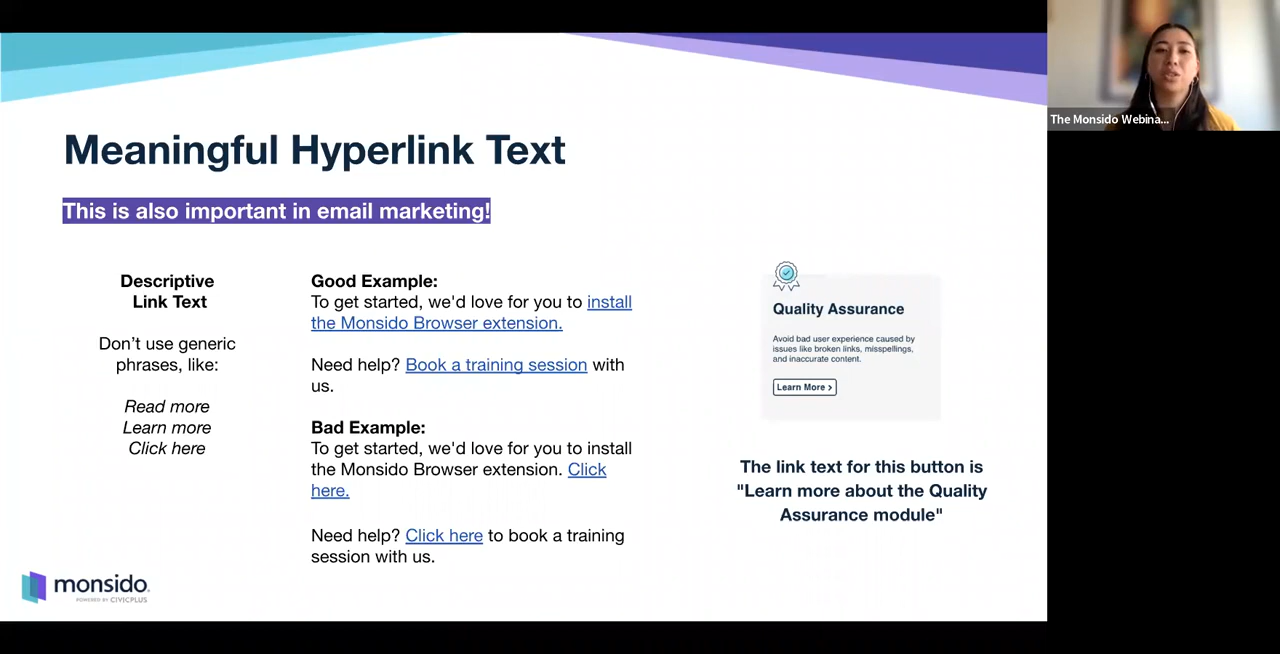 Meaningful Hyperlink Text
This is also important in email marketing!
Descriptive
Link Text
Don’t use generic
phrases, like:
Read more
Learn more
Click here
Good Example:
To get started, we'd love for you to install
the Monsido Browser extension.
Need help? Book a training session with
us.
Bad Example:
To get started, we'd love for you to install
the Monsido Browser extension. Click
here.
Need help? Click here to book a training
session with us.
Quality Assurance
Avoid bad user experience caused by
issues like broken links, misspellings,
and inaccurate content.
Learn More >
The link text for this button is
"Learn more about the Quality
Assurance module"
monsido
POWERED BY CIVICPLUS
The Monsido Webina...